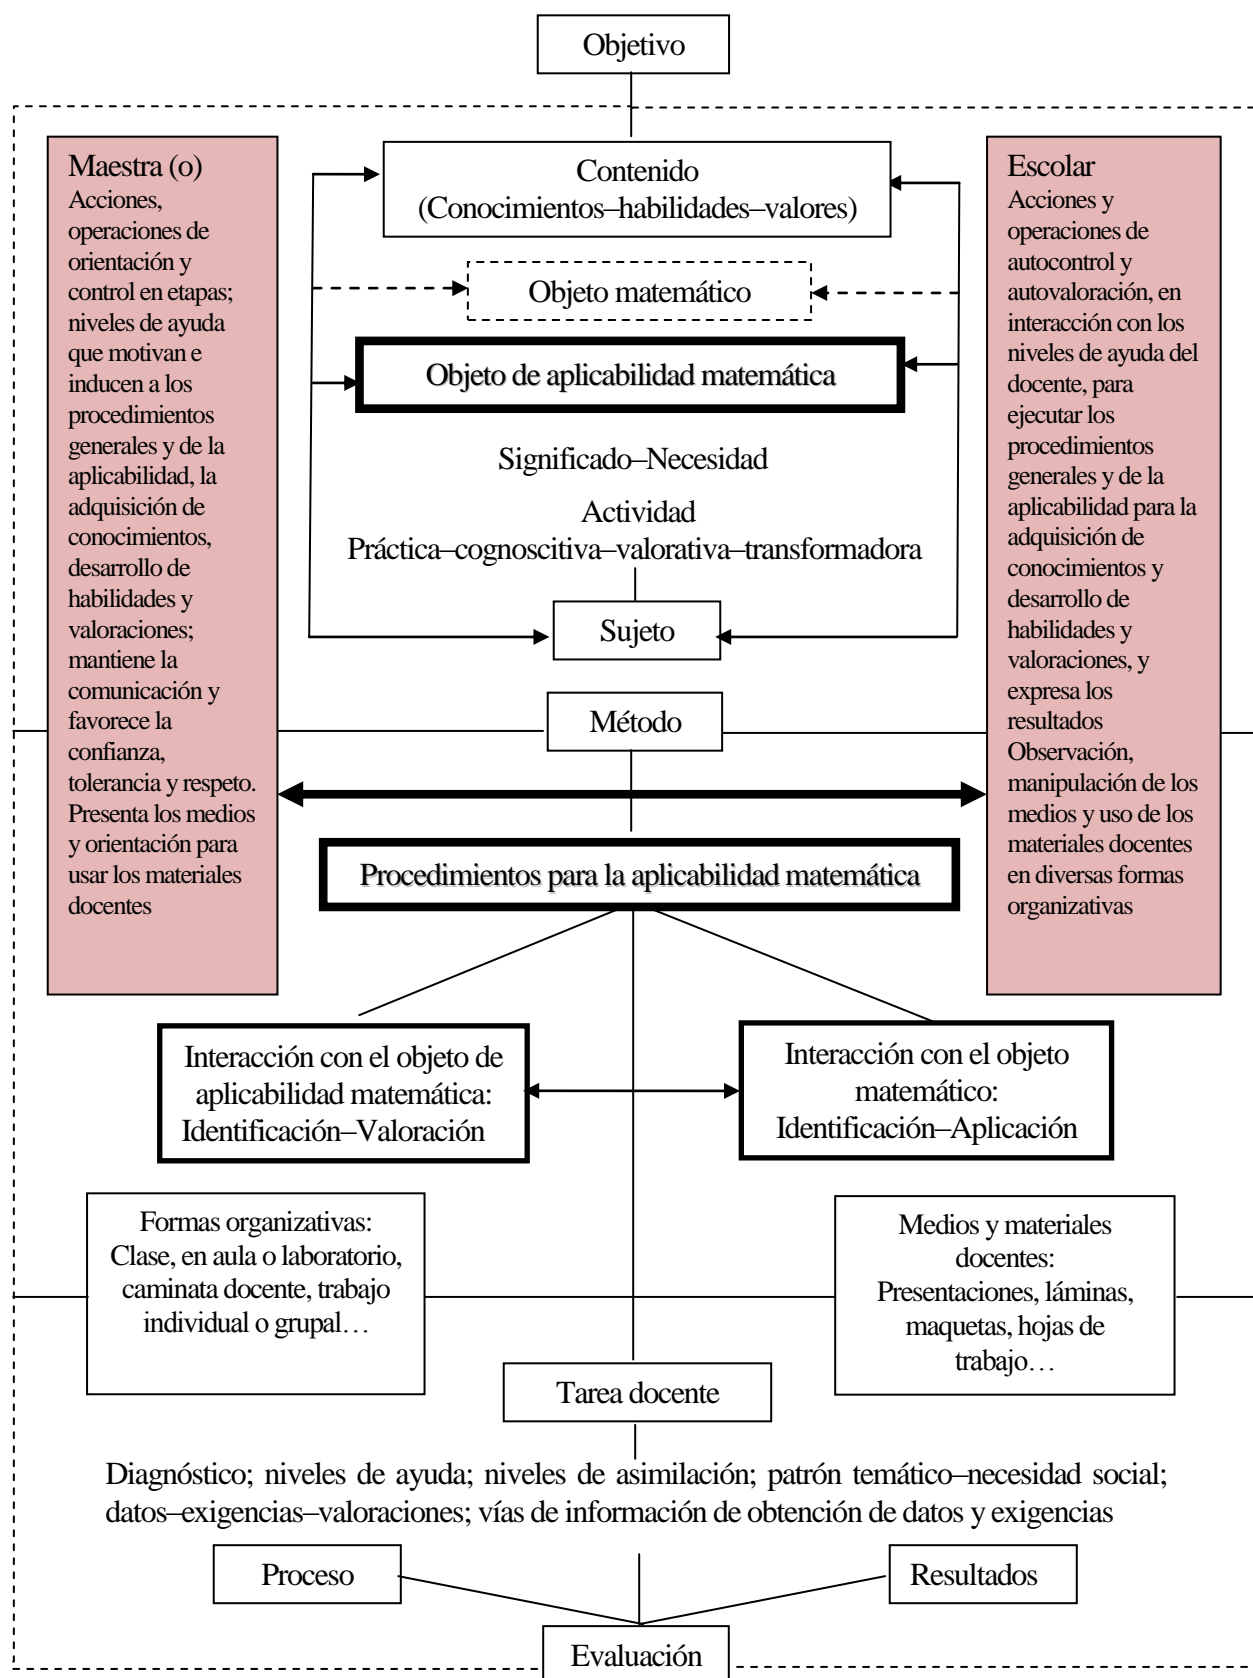 Objetivo
Maestra (o)
Acciones,
operaciones de
orientación y
control en etapas;
niveles de ayuda
que motivan e
inducen a los
procedimientos
generales y de la
aplicabilidad, la
adquisición de
conocimientos,
desarrollo de
habilidades y
valoraciones;
mantiene la
comunicación y
favorece la
confianza,
tolerancia y respeto.
Presenta los medios
y orientación para
usar los materiales
docentes
Contenido
(Conocimientos–habilidades–valores)
Objeto matemático
Objeto de aplicabilidad matemática
Significado–Necesidad
Actividad
Práctica–cognoscitiva–valorativa–transformadora
Sujeto
Método
Escolar
Acciones y
operaciones de
autocontrol y
autovaloración, en
interacción con los
niveles de ayuda del
docente, para
ejecutar los
procedimientos
generales y de la
aplicabilidad para la
adquisición de
conocimientos y
desarrollo de
habilidades y
valoraciones, y
expresa los
resultados
Observación,
manipulación de los
medios y uso de los
materiales docentes
en diversas formas
organizativas
Procedimientos para la aplicabilidad matemática
Interacción con el objeto de
aplicabilidad matemática:
Identificación–Valoración
Interacción con el objeto
matemático:
Identificación–Aplicación
Formas organizativas:
Clase, en aula o laboratorio,
caminata docente, trabajo
individual o grupal…
Medios y materiales
docentes:
Presentaciones, láminas,
maquetas, hojas de
trabajo…
Tarea docente
Diagnóstico; niveles de ayuda; niveles de asimilación; patrón temático–necesidad social;
datos–exigencias–valoraciones; vías de información de obtención de datos y exigencias
Proceso
Resultados
Evaluación